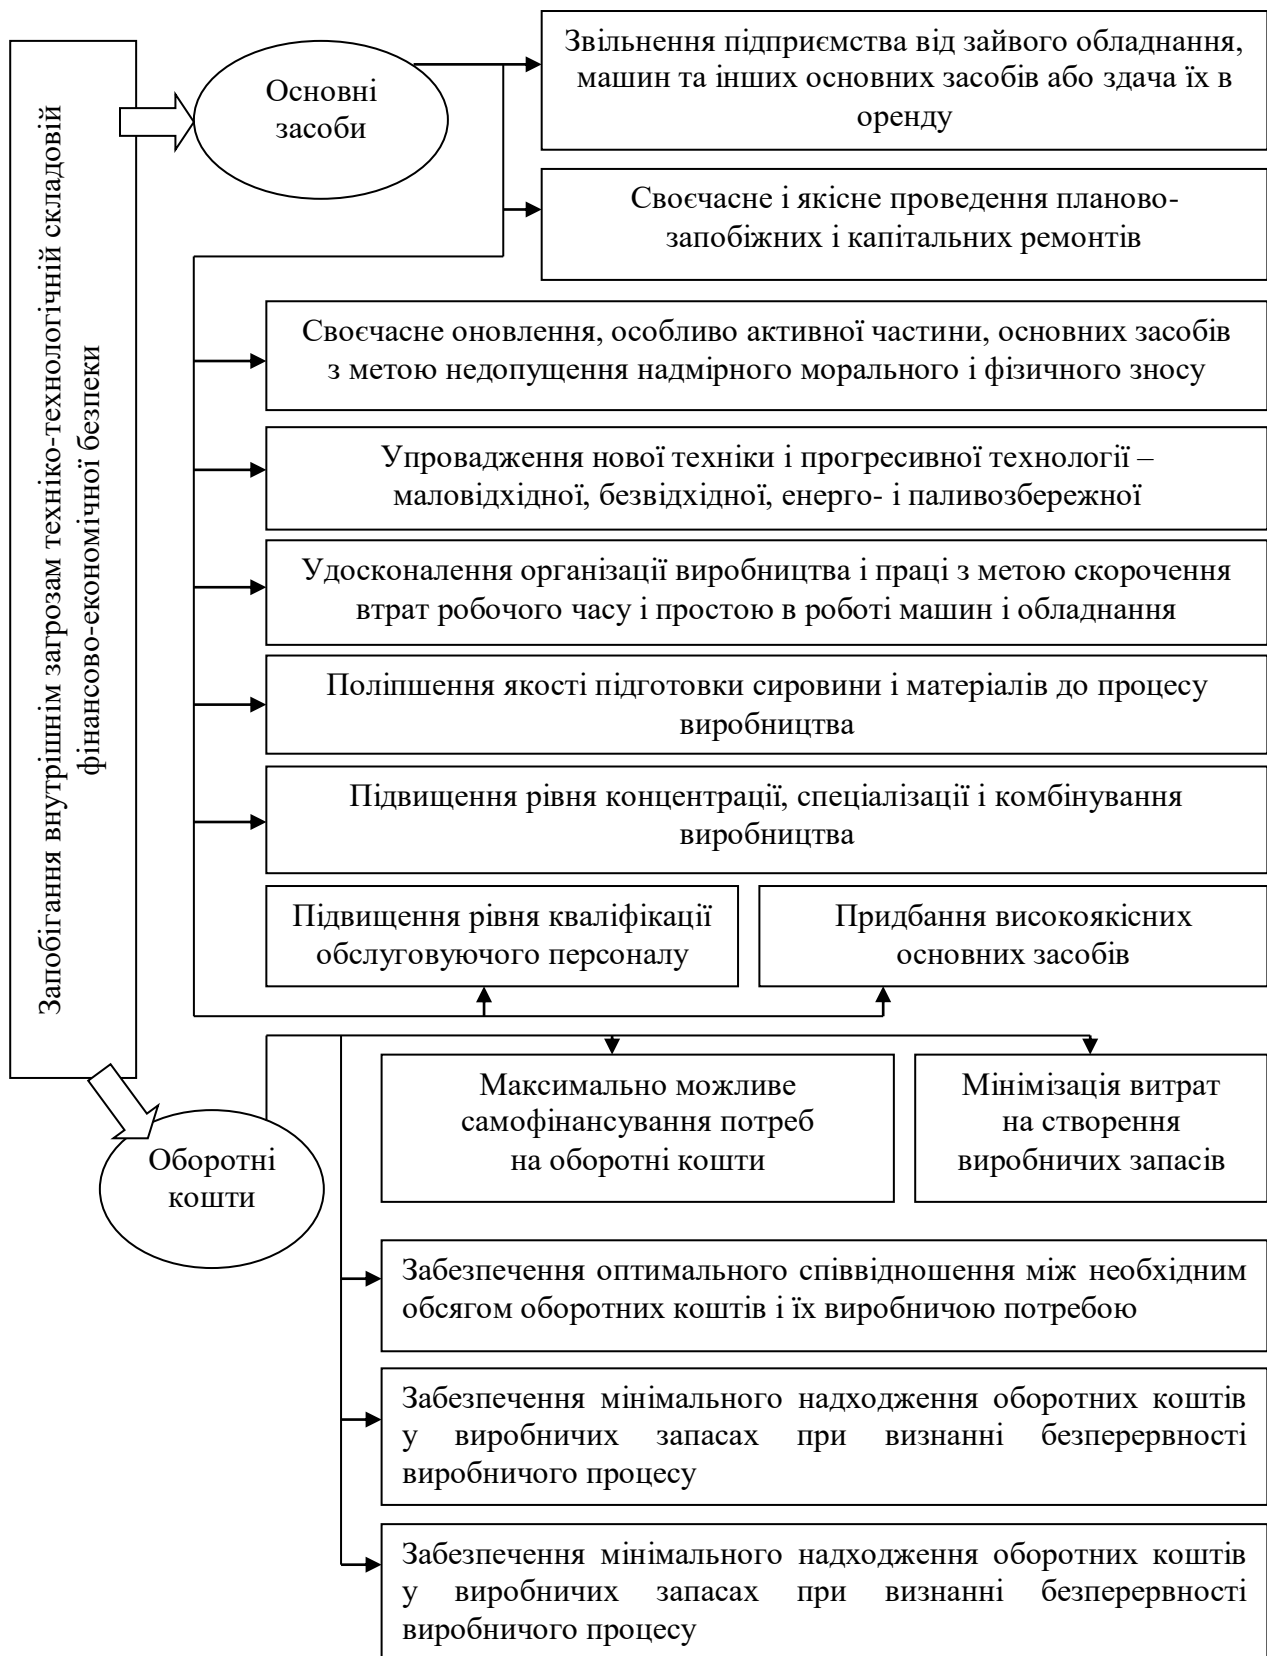 Запобігання внутрішнім загрозам техніко-технологічній складовій
фінансово-економічної безпеки
Основні
засоби
Звільнення підприємства від зайвого обладнання,
машин та інших основних засобів або здача їх в
оренду
Своєчасне і якісне проведення планово-
запобіжних і капітальних ремонтів
Своєчасне оновлення, особливо активної частини, основних засобів
з метою недопущення надмірного морального і фізичного зносу
Упровадження нової техніки і прогресивної технології –
маловідхідної, безвідхідної, енерго- і паливозбережної
Удосконалення організації виробництва і праці з метою скорочення
втрат робочого часу і простою в роботі машин і обладнання
Поліпшення якості підготовки сировини і матеріалів до процесу
виробництва
Підвищення рівня концентрації, спеціалізації і комбінування
виробництва
Підвищення рівня кваліфікації
обслуговуючого персоналу
Придбання високоякісних
основних засобів
Оборотні
кошти
Максимально можливе
самофінансування потреб
на оборотні кошти
Мінімізація витрат
на створення
виробничих запасів
Забезпечення оптимального співвідношення між необхідним
обсягом оборотних коштів і їх виробничою потребою
Забезпечення мінімального надходження оборотних коштів
у виробничих запасах при визнанні безперервності
виробничого процесу
Забезпечення мінімального надходження оборотних коштів
у виробничих запасах при визнанні безперервності
виробничого процесу